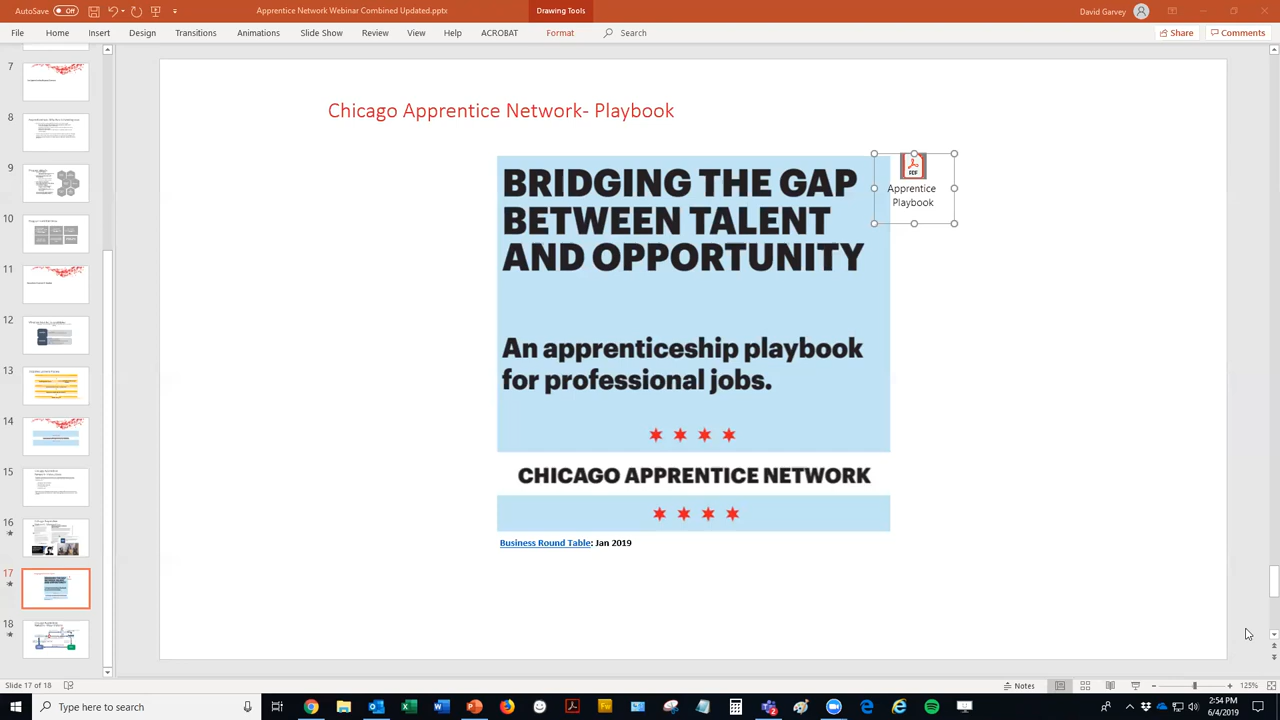 AutoSave
Off
Apprentice Network Webinar Combined Updated.pptx
Drawing Tools
David Garvey
File
Home
Insert
Design
Transitions
Animations
Slide Show
Review
View
Help
ACROBAT
Format
Search
Share
Comments
7
8
9
10
11
12
13
14
15
16
17
18
Chicago Apprentice Network- Playbook
BRIDGING THE GAP
BETWEEN TALENT
AND OPPORTUNITY
PDF
Apprentice
Playbook
An apprenticeship playbook
for professional jobs.
CHICAGO APPRENTICE NETWORK
Business Round Table: Jan 2019
Slide 17 of 18
Notes
125%
Type here to search
2:54 PM
6/4/2019